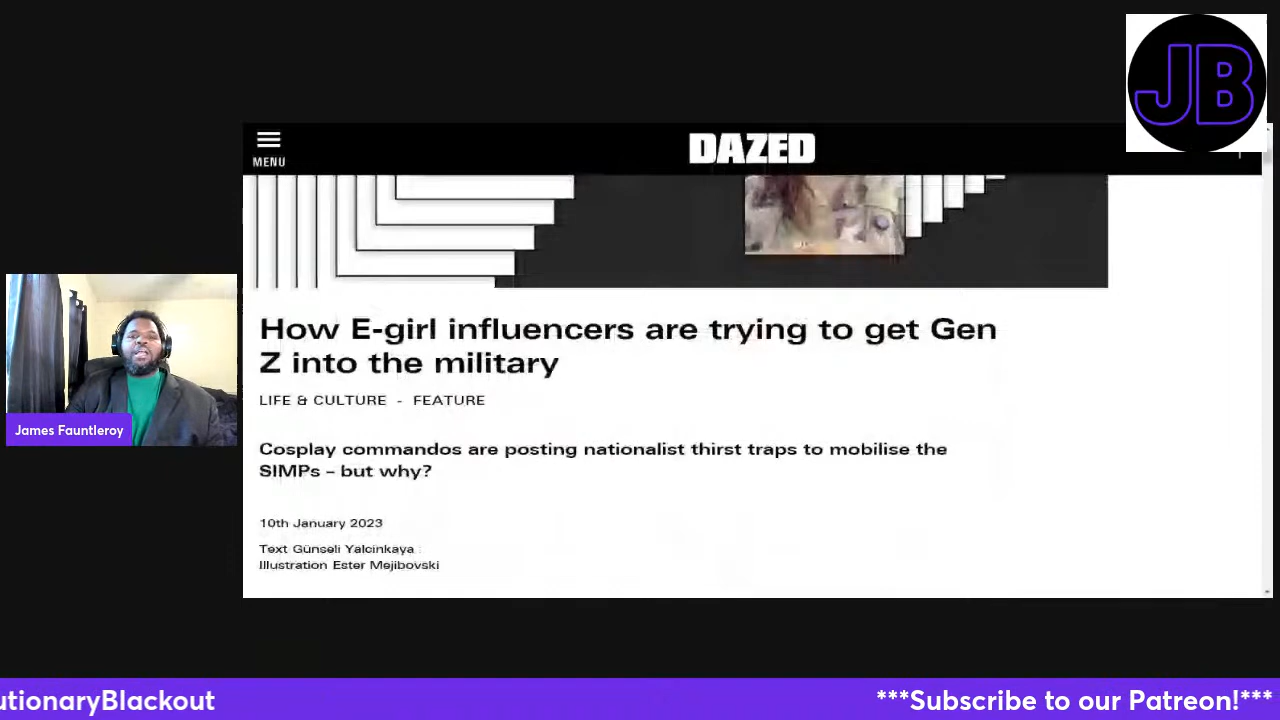 JB
MENU
DAZED
How E-girl influencers are trying to get Gen
Z into the military
LIFE & CULTURE - FEATURE
Cosplay commandos are posting nationalist thirst traps to mobilise the
SIMPs – but why?
10th January 2023
Text Günseli Yalcinkaya
Illustration Ester Mejibovski
James Fauntleroy
utionaryBlackout
***Subscribe to our Patreon!***